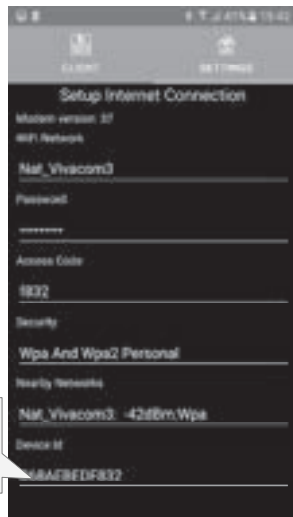 CLIENT
SETTINGS
Setup Internet Connection
Modem version: 37
WiFi Network
Nat_Vivacom3
Password
Access Code
1832
Security
Wpa And Wpa2 Personal
Nearby Networks
Nat_Vivacom3: -42dBm:Wpa
Device Id